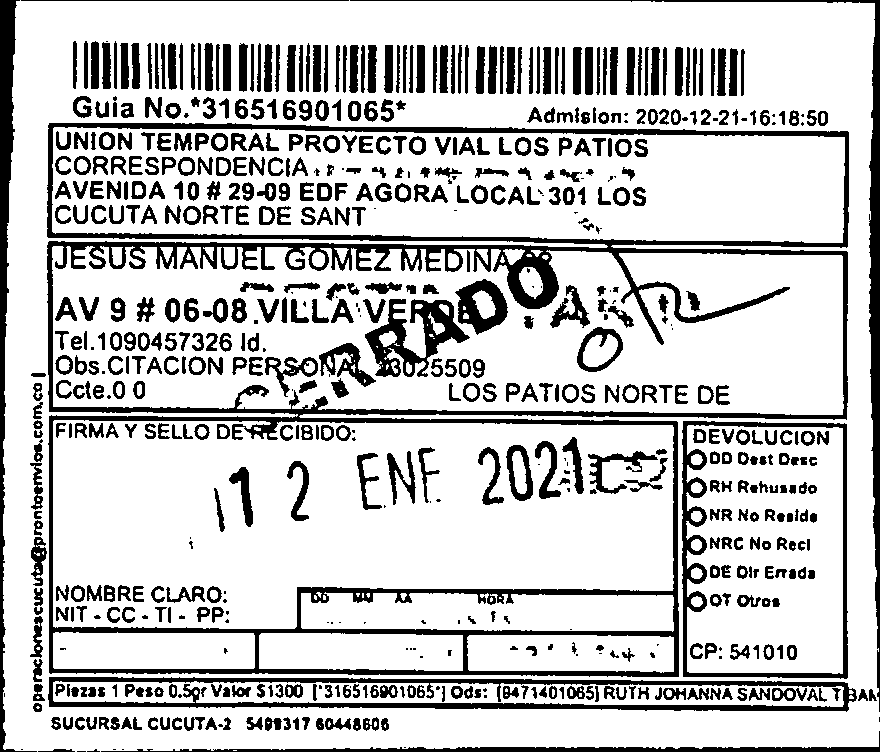 Guia No.*316516901065*
Admision: 2020-12-21-16:18:50
UNION TEMPORAL PROYECTO VIAL LOS PATIOS
CORRESPONDENCIA
AVENIDA 10 # 29-09 EDF AGORA LOCAL 301 LOS
CUCUTA NORTE DE SANT
JESUS MANUEL GOMEZ MEDINA
AV 9 # 06-08 VILLA VERDE
CERRADO
Tel.1090457326 Id.
Obs.CITACION PERSONAL 23025509
Ccte.0 0
LOS PATIOS NORTE DE
FIRMA Y SELLO DE RECIBIDO:
12 ENE 2021
NOMBRE CLARO:
NIT - CC - TI - PP:
DD MM AA HORA
DEVOLUCION
DD Dest Desc
RH Rehusado
NR No Reside
NRC No Recl
DE Dir Errada
OT Otros
CP: 541010
Piezas 1 Peso 0.5gr Valor $1300 [*316516901065*] Ods: [9471401065] RUTH JOHANNA SANDOVAL
SUCURSAL CUCUTA-2 5499317 60448606
operacionescucuta@prontoenvios.com.co